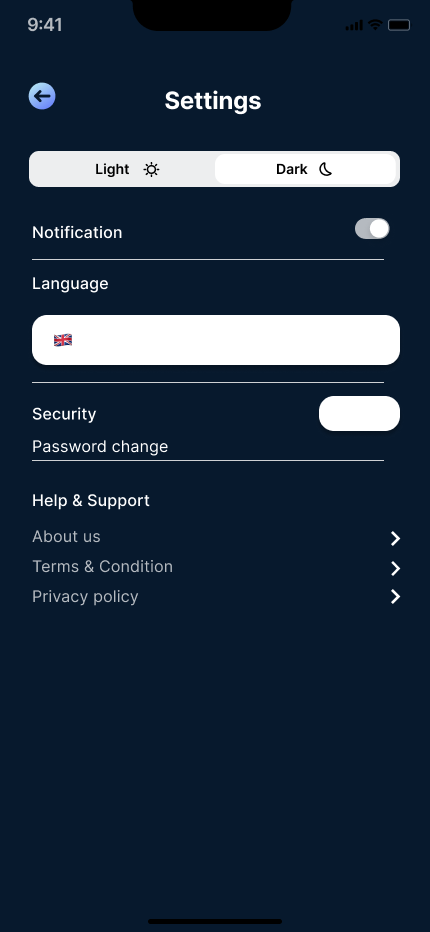 9:41
Settings
Light Dark
Notification
Language
Security
Password change
Help & Support
About us
Terms & Condition
Privacy policy